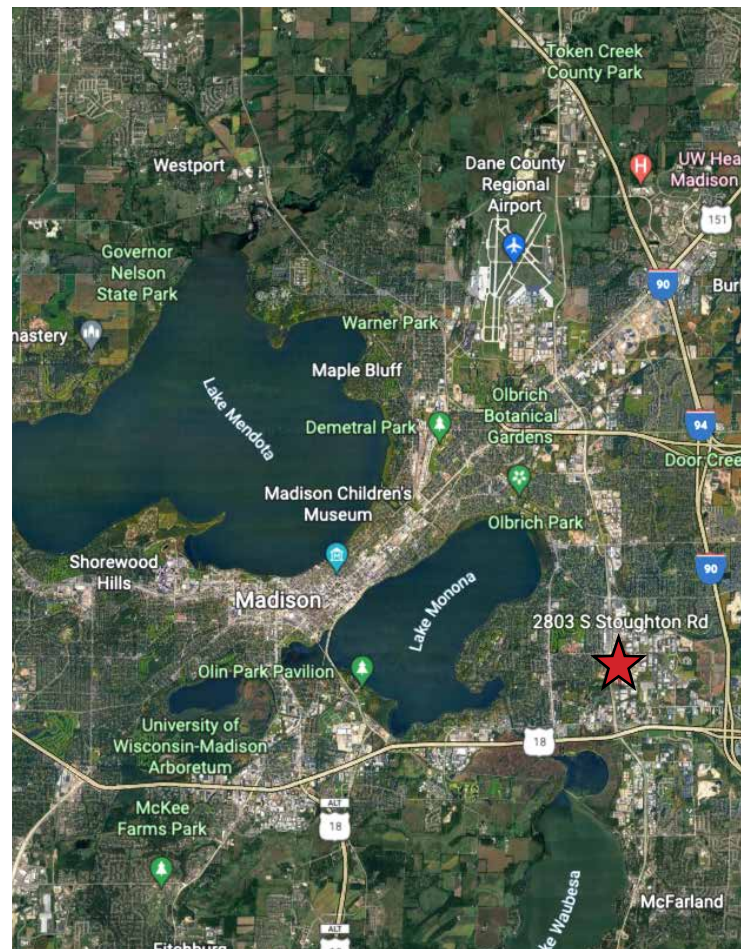 Token Creek
County Park
Westport
Dane County
Regional
Airport
H
UW Hea
Madison
151
Governor
Nelson
State Park
90
Burl
nastery
Warner Park
Maple Bluff
Lake Mendota
Olbrich
Botanical
Gardens
Demetral Park
94
Door Cree
Madison Children's
Museum
Olbrich Park
Shorewood
Hills
90
Madison
Lake Monona
2803 S Stoughton Rd
Olin Park Pavilion
University of
Wisconsin-Madison
Arboretum
18
McKee
Farms Park
ALT
18
McFarland
ke Waubesa
ALT
Fitchburg